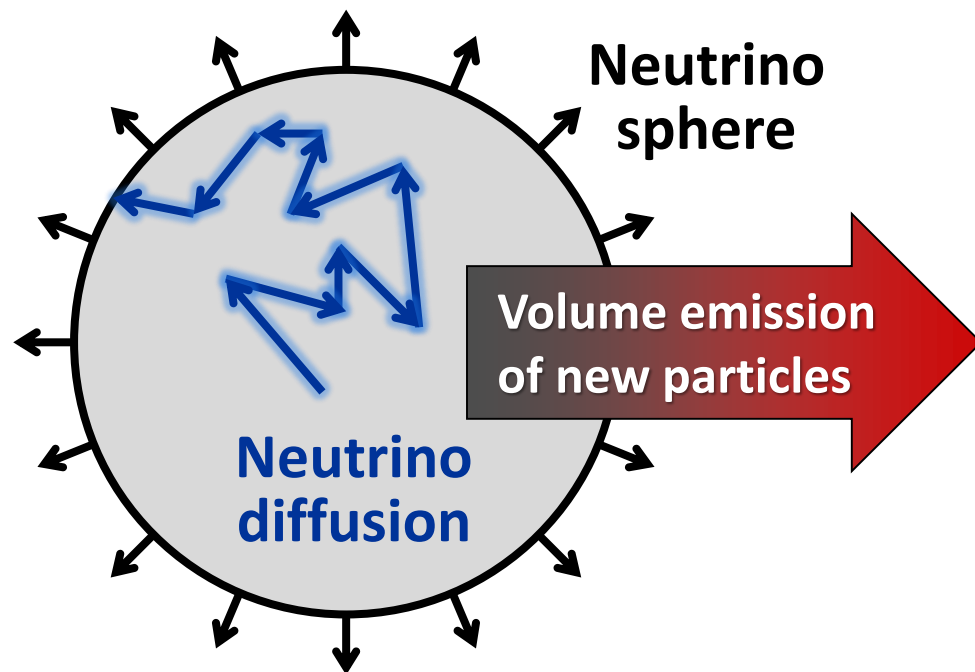 Neutrino
sphere
Volume emission
of new particles
Neutrino
diffusion